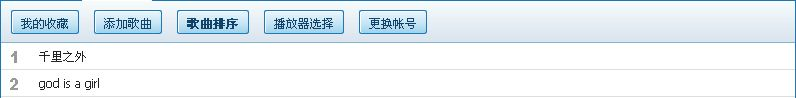 我的收藏 添加歌曲 歌曲排序 播放器选择 更换帐号
1 千里之外
2 god is a girl